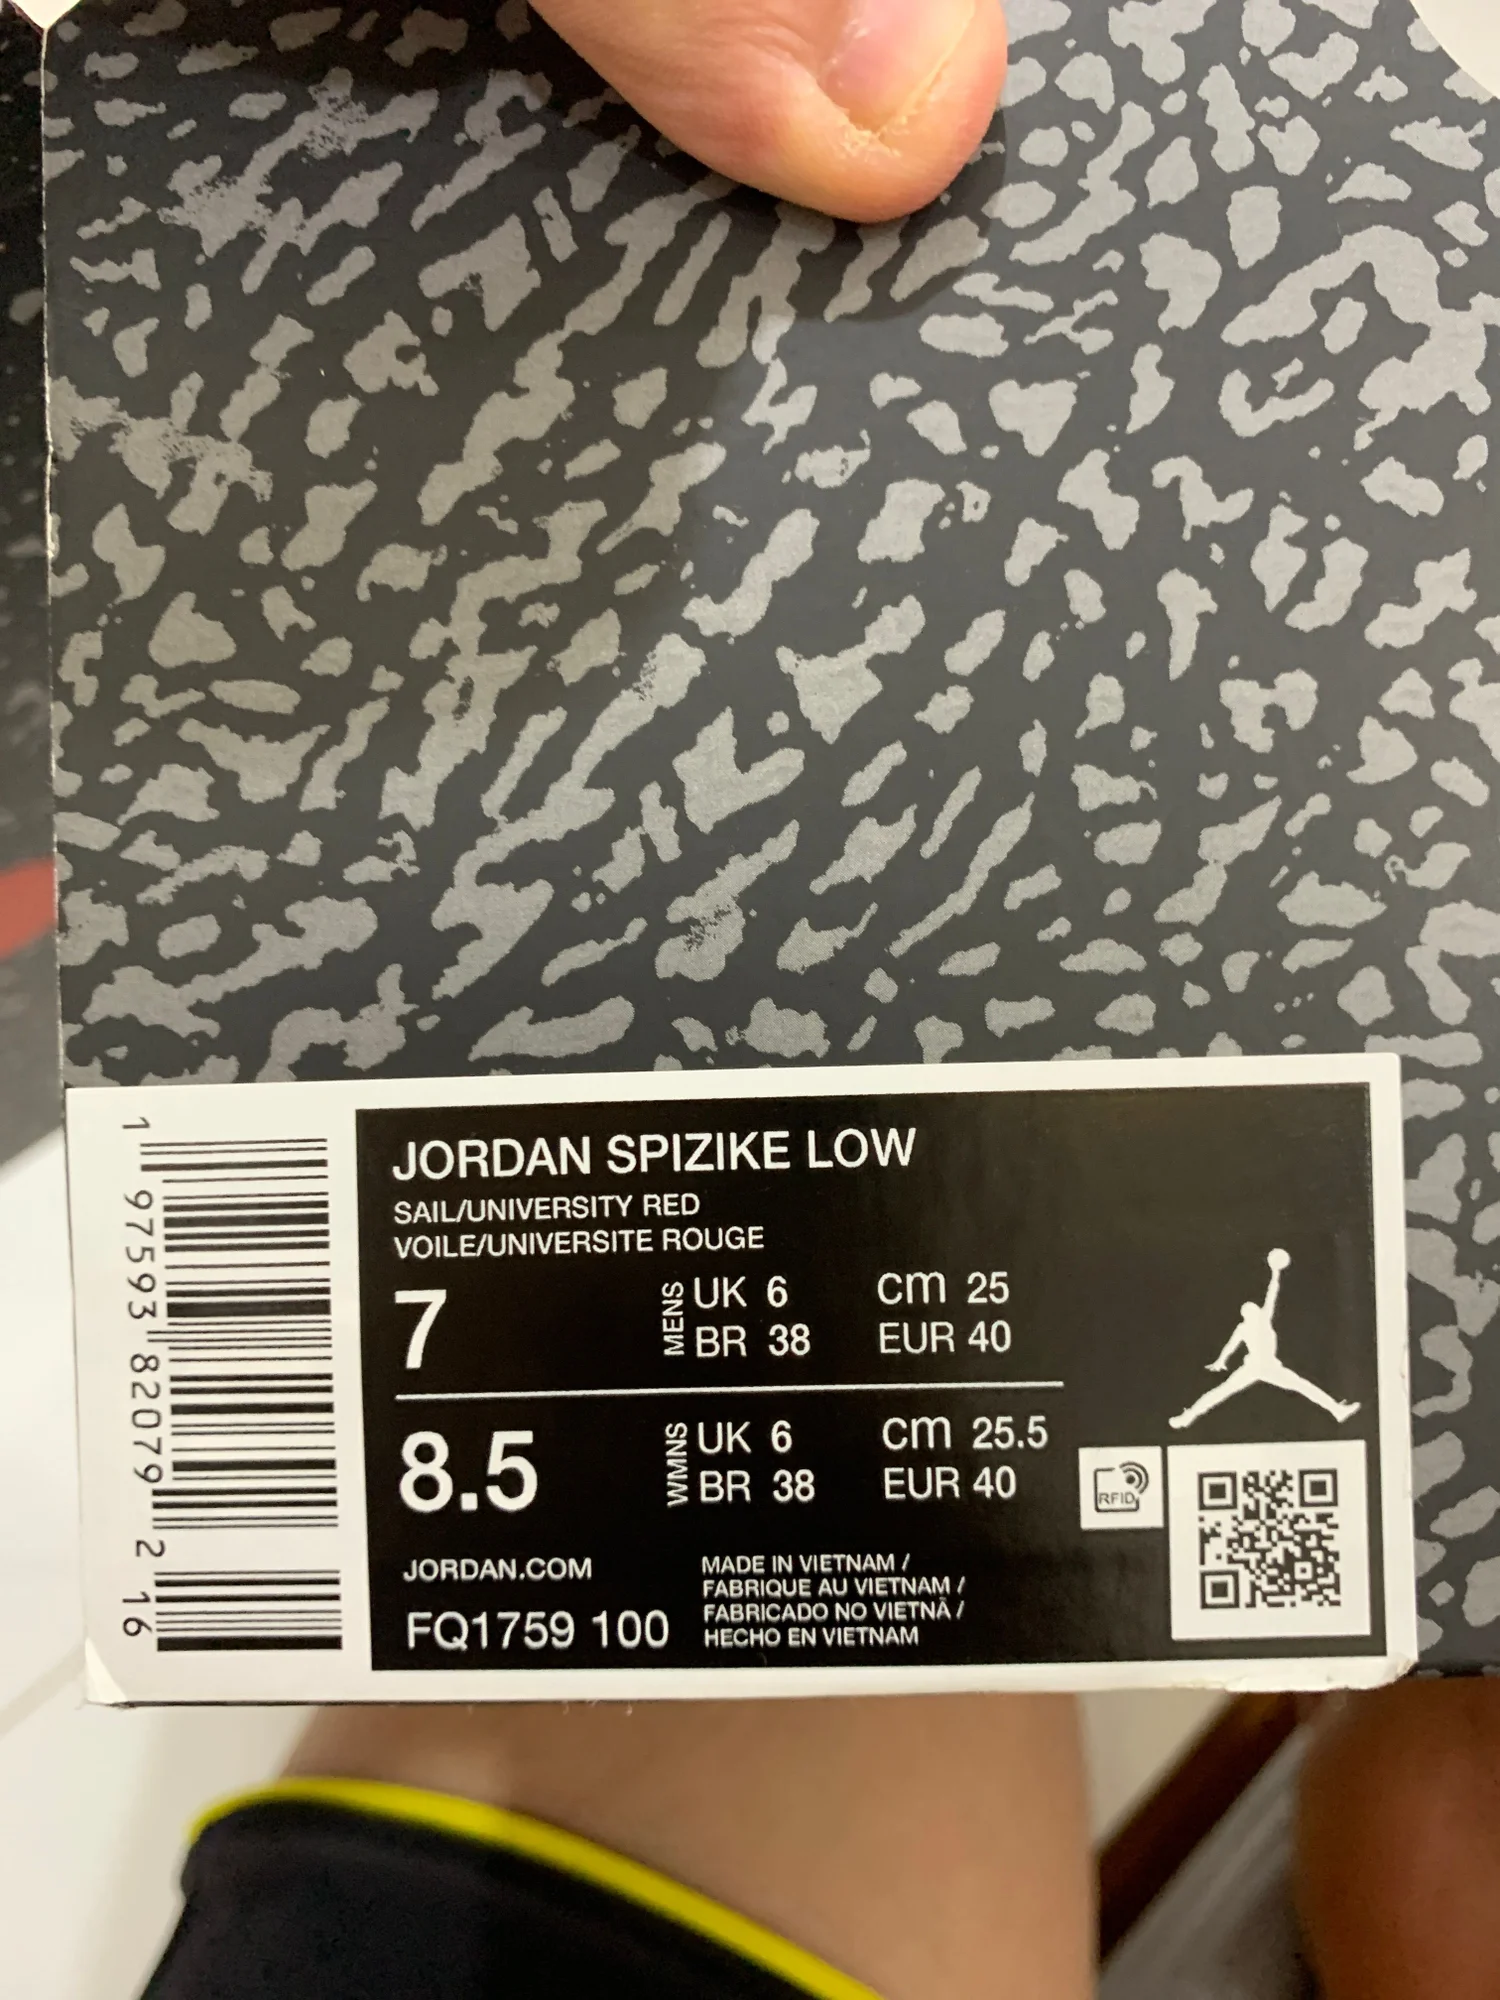 JORDAN SPIZIKE LOW
SAIL/UNIVERSITY RED
VOILE/UNIVERSITE ROUGE
7 MENS UK 6 CM 25
BR 38 EUR 40
8.5 WMNS UK 6 CM 25.5
BR 38 EUR 40
RFID
JORDAN.COM
FQ1759 100
MADE IN VIETNAM /
FABRIQUE AU VIETNAM /
FABRICADO NO VIETNÃ /
HECHO EN VIETNAM
1 97593 82079 2 16